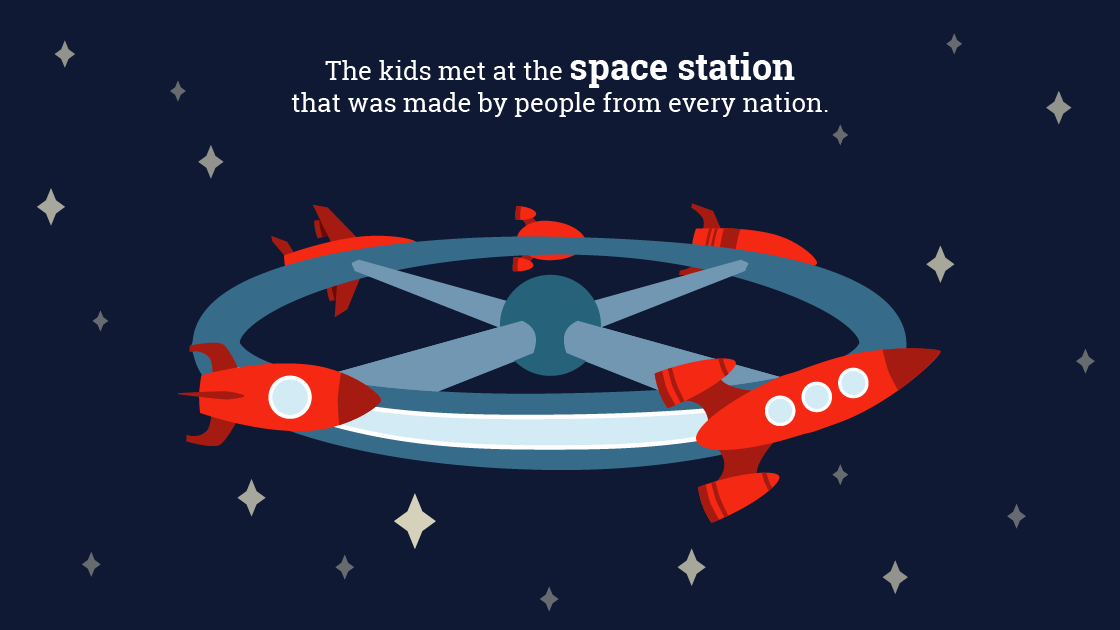 The kids met at the space station
that was made by people from every nation.